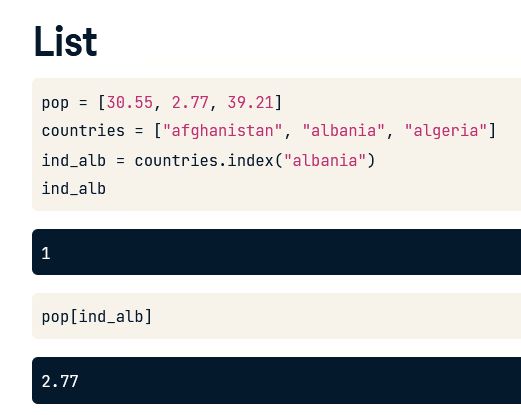 List
pop = [30.55, 2.77, 39.21]
countries = ["afghanistan", "albania", "algeria"]
ind_alb = countries.index("albania")
ind_alb
1
pop[ind_alb]
2.77